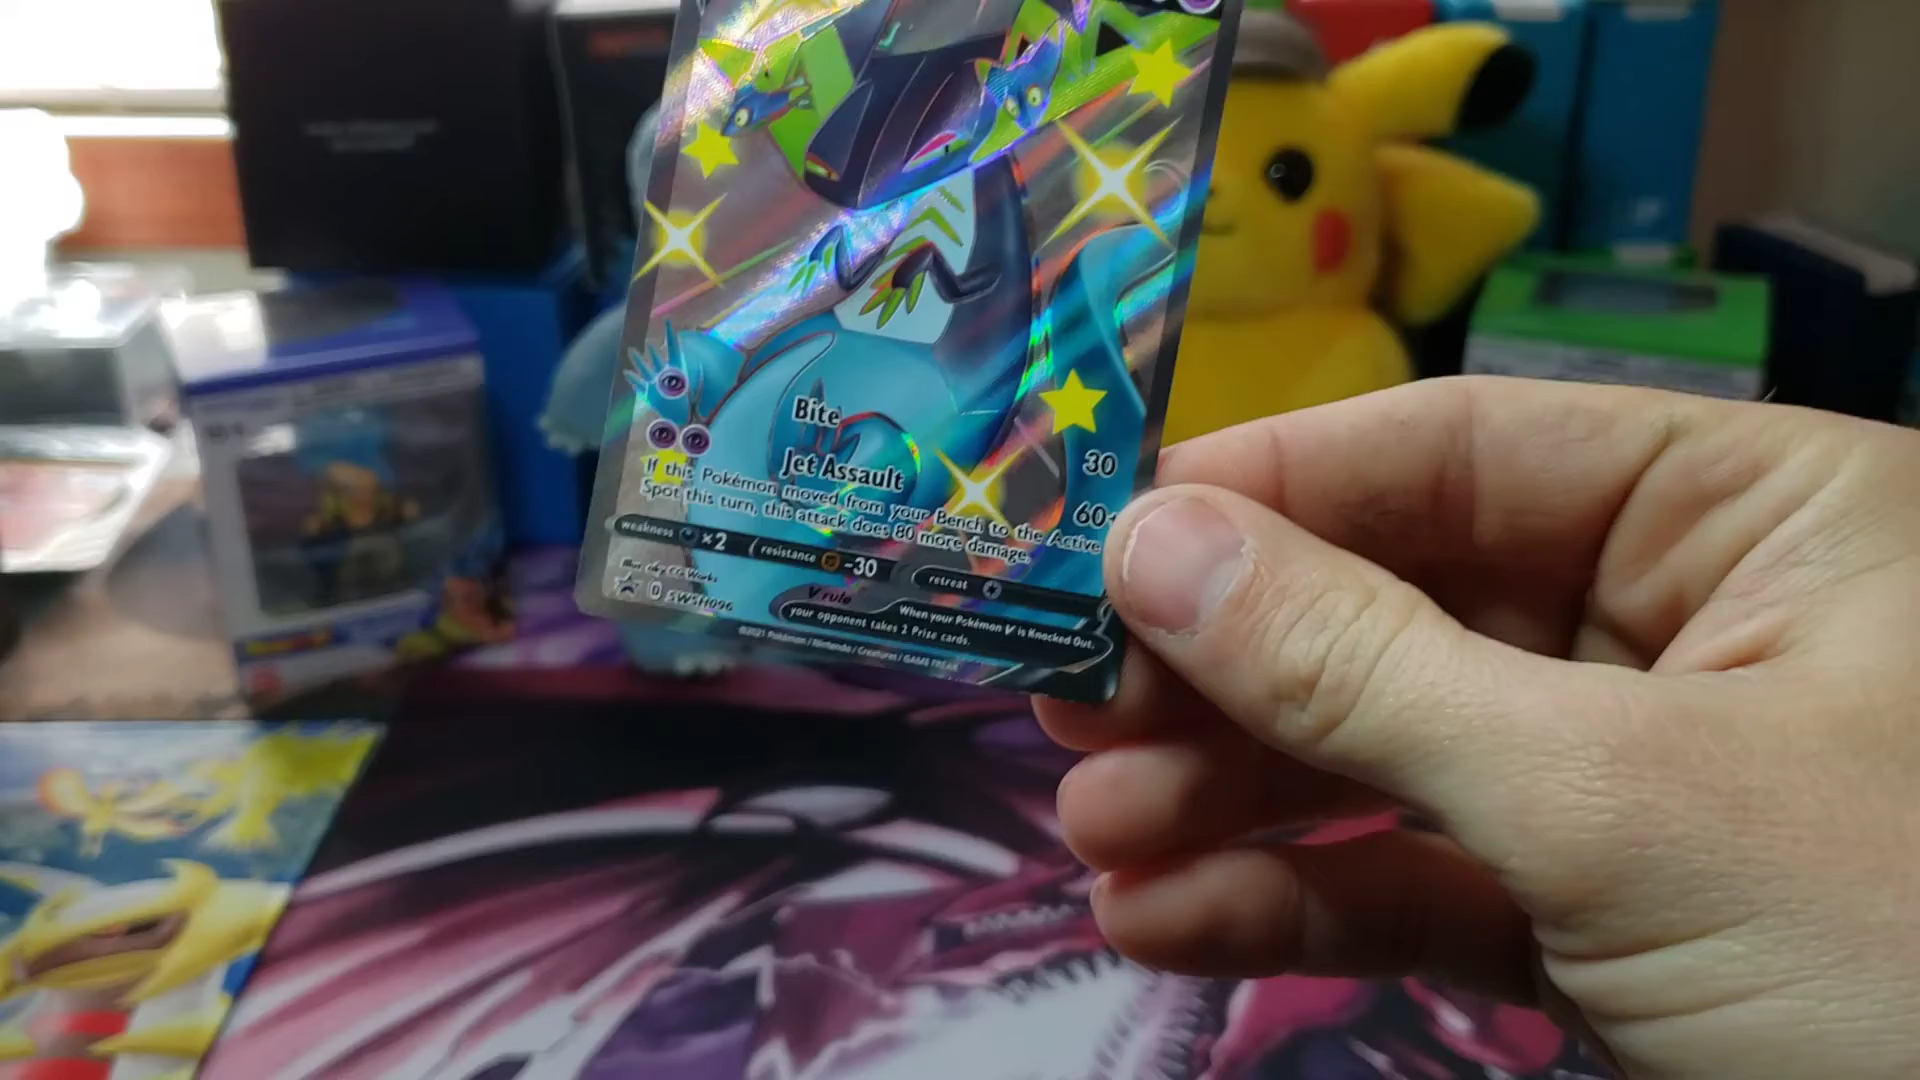 Bite
30
Jet Assault
60+
If this Pokémon moved from your Bench to the Active
Spot this turn, this attack does 80 more damage.
weakness ×2 resistance -30 retreat
Illus. CG Works
D SWSH096
V rule
When your Pokémon V is Knocked Out,
your opponent takes 2 Prize cards.
©2021 Pokémon / Nintendo / Creatures / GAME FREAK